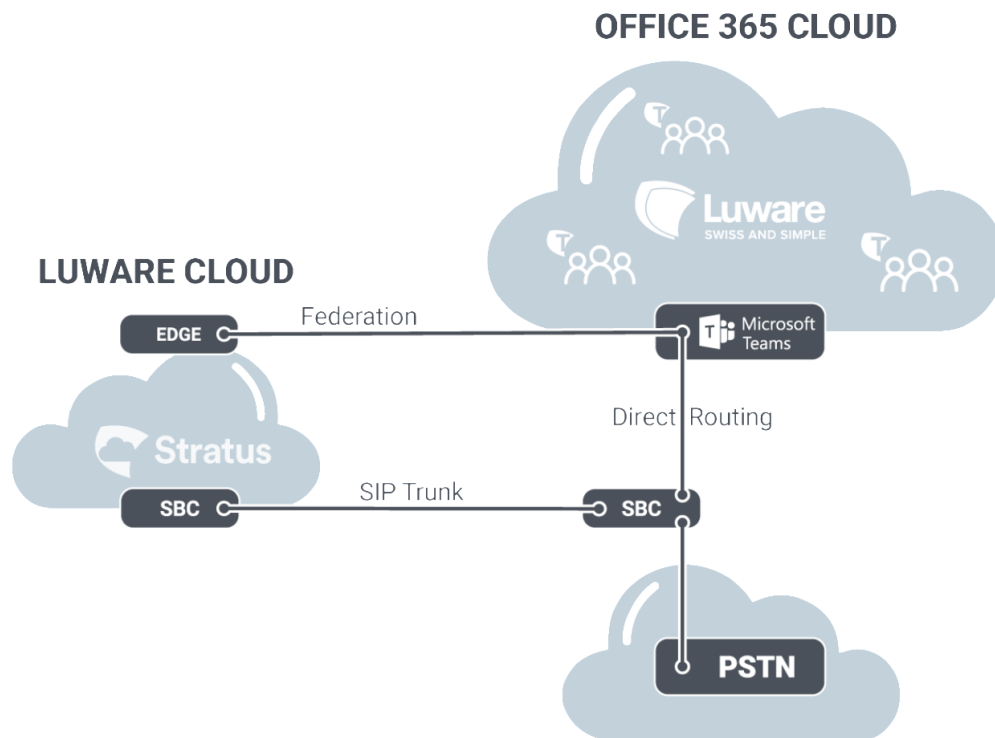 OFFICE 365 CLOUD
T
Luware
SWISS AND SIMPLE
T
T
LUWARE CLOUD
Federation
EDGE
T
Microsoft
Teams
Direct Routing
Stratus
SIP Trunk
SBC
SBC
PSTN